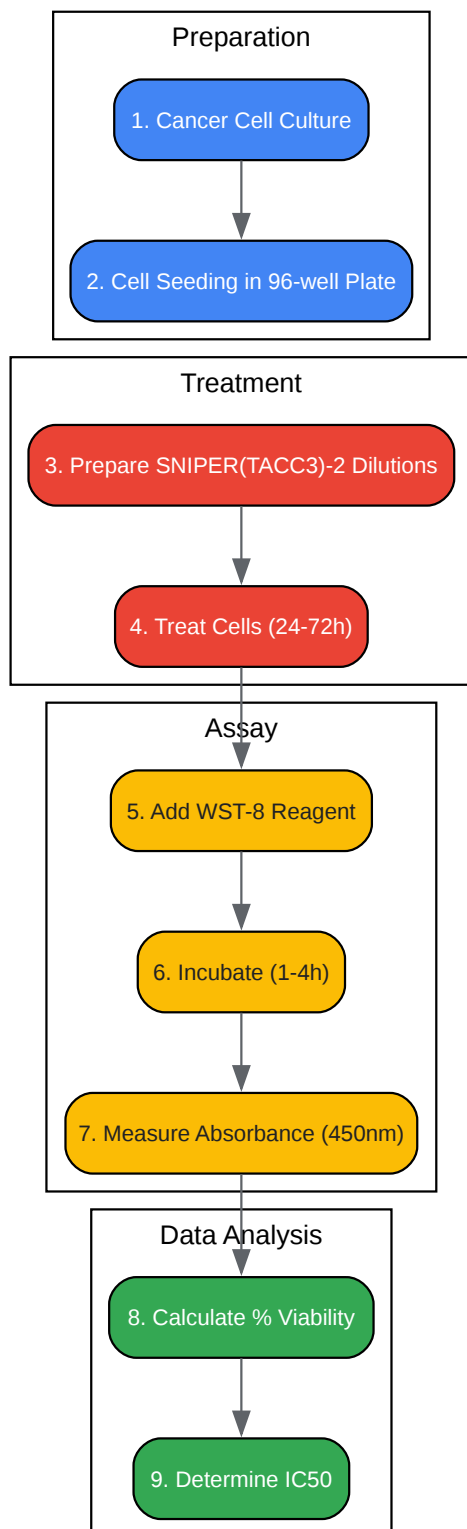 Preparation
1. Cancer Cell Culture
2. Cell Seeding in 96-well Plate
Treatment
3. Prepare SNIPER(TACC3)-2 Dilutions
4. Treat Cells (24-72h)
Assay
5. Add WST-8 Reagent
6. Incubate (1-4h)
7. Measure Absorbance (450nm)
Data Analysis
8. Calculate % Viability
9. Determine IC50